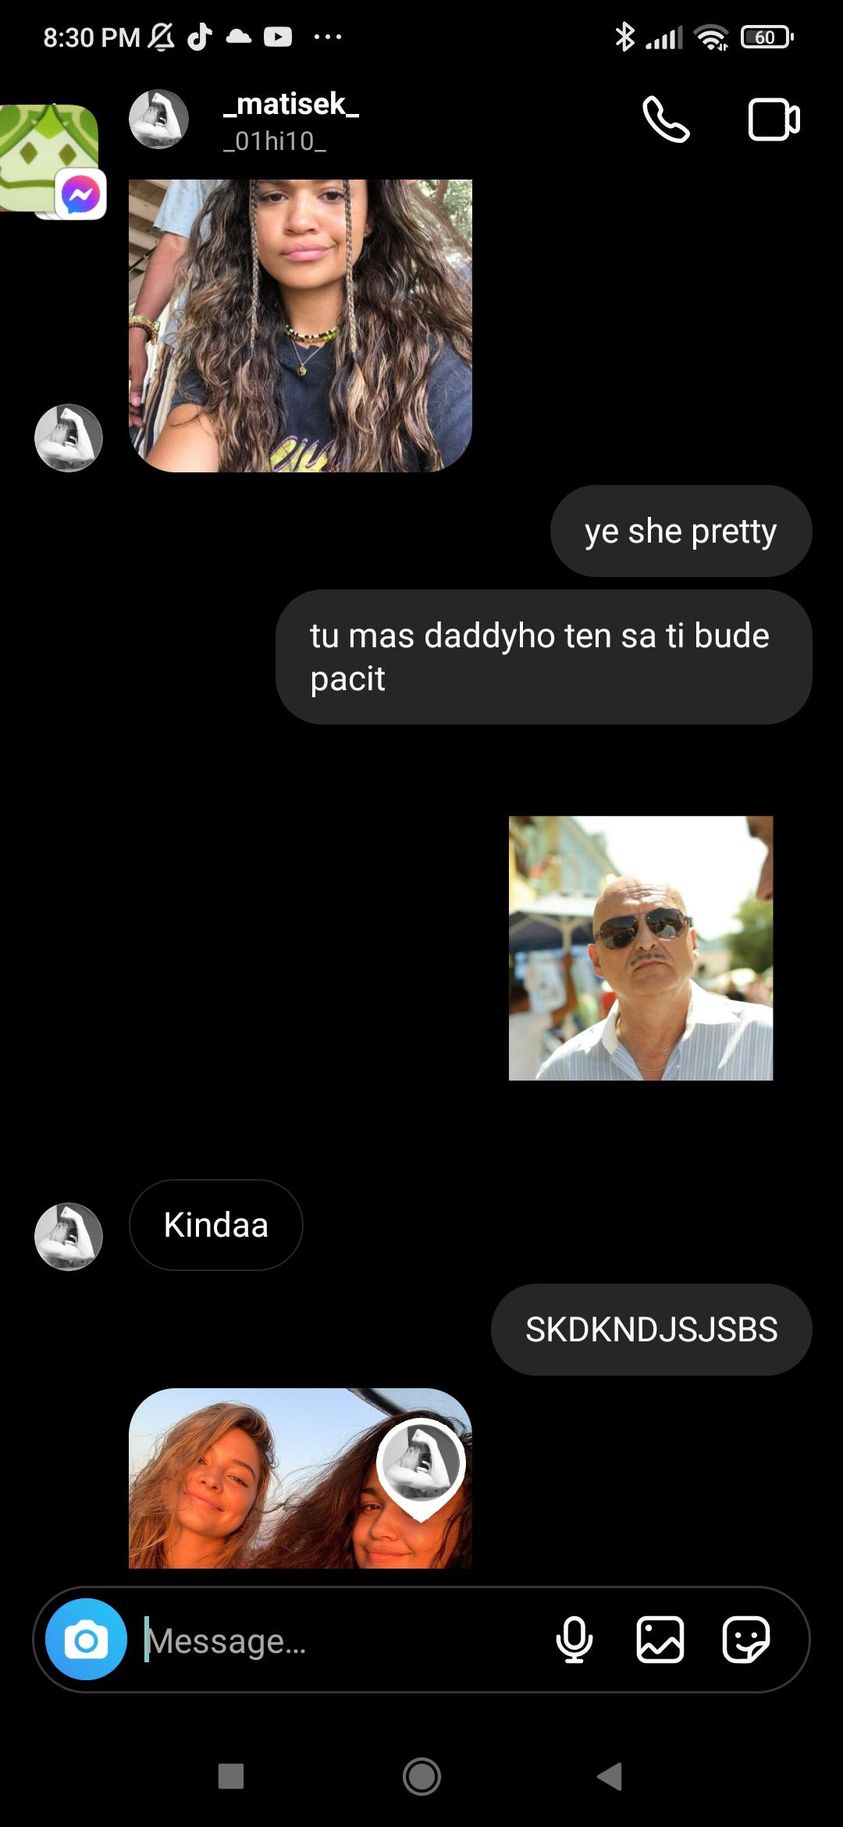 8:30 PM
60
_matisek_
_01hi10_
ye she pretty
tu mas daddyho ten sa ti bude
pacit
Kindaa
SKDKNDJSJSBS
Message...